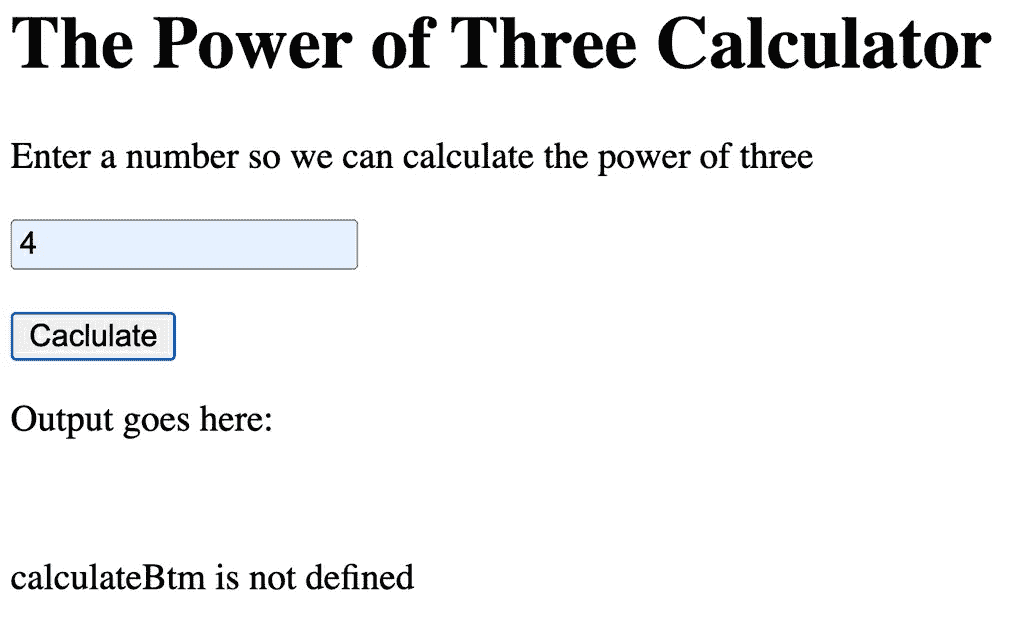 The Power of Three Calculator
Enter a number so we can calculate the power of three
4
Caclulate
Output goes here:
calculateBtm is not defined